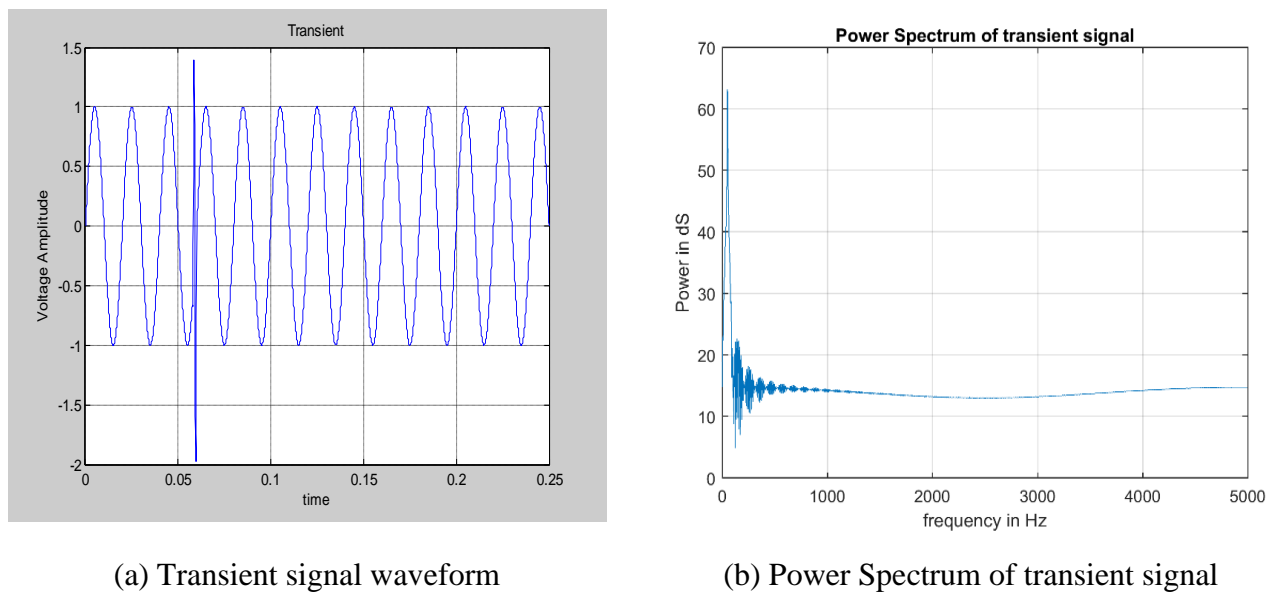 Transient
1.5
1
0.5
0
-0.5
-1
-1.5
-2
0 0.05 0.1 0.15 0.2 0.25
time
Voltage Amplitude
Power Spectrum of transient signal
70
60
50
40
30
20
10
0
0 1000 2000 3000 4000 5000
frequency in Hz
Power in dS
(a) Transient signal waveform
(b) Power Spectrum of transient signal